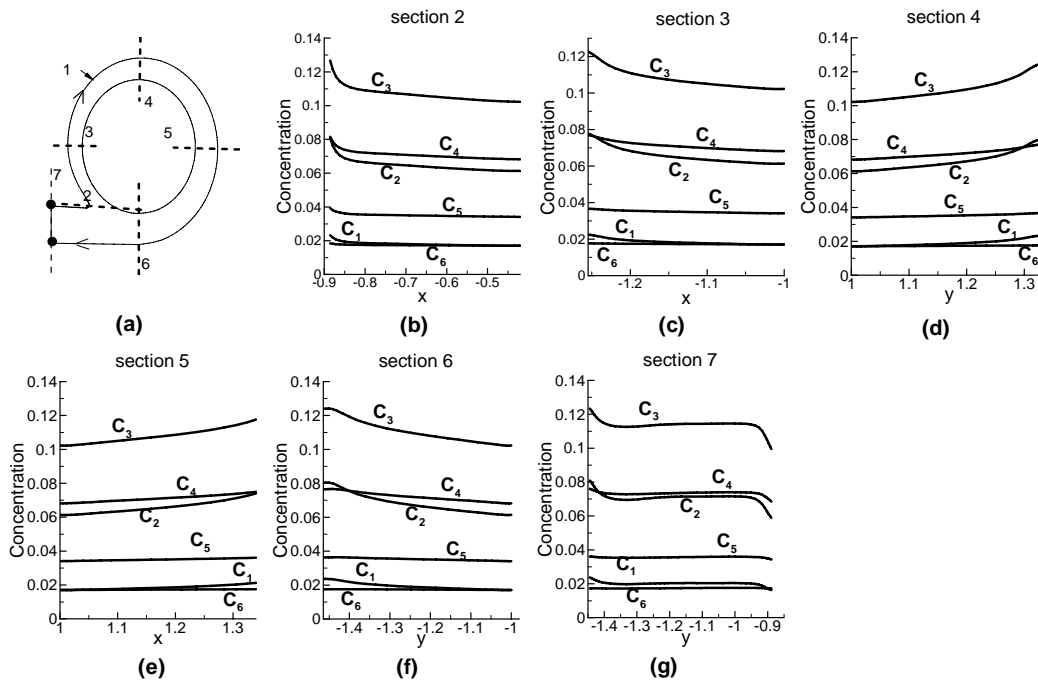 1
4
3
5
7
2
6
(a)
section 2
Concentration
0.14
0.12
0.1
0.08
0.06
0.04
0.02
0
C3
C4
C2
C5
C1
C6
-0.9 -0.8 -0.7 -0.6 -0.5
x
(b)
section 3
Concentration
0.12
0.1
0.08
0.06
0.04
0.02
0
C3
C4
C2
C5
C1
C6
-1.2 -1.1 -1
x
(c)
section 4
Concentration
0.12
0.1
0.08
0.06
0.04
0.02
0
C3
C4
C2
C5
C1
C6
1 1.1 1.2 1.3
y
(d)
section 5
Concentration
0.14
0.12
0.1
0.08
0.06
0.04
0.02
0
C3
C4
C2
C5
C1
C6
1 1.1 1.2 1.3
x
(e)
section 6
Concentration
0.14
0.12
0.1
0.08
0.06
0.04
0.02
0
C3
C4
C2
C5
C1
C6
-1.4 -1.3 -1.2 -1.1 -1
y
(f)
section 7
Concentration
0.14
0.12
0.1
0.08
0.06
0.04
0.02
0
C3
C4
C2
C5
C1
C6
-1.4 -1.3 -1.2 -1.1 -1 -0.9
y
(g)